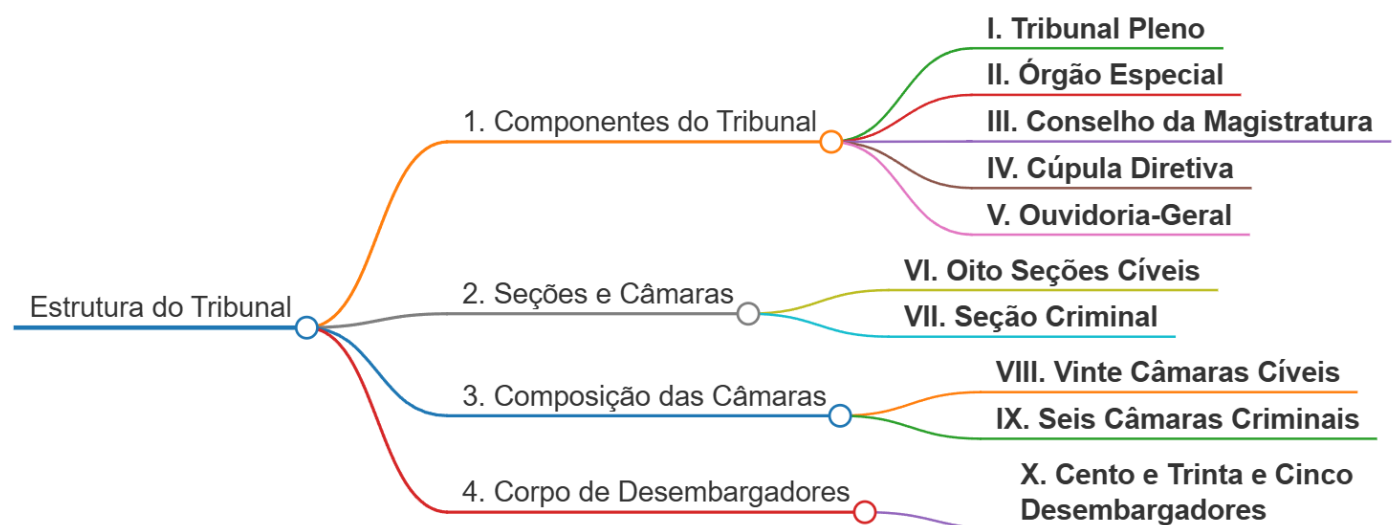 Estrutura do Tribunal
1. Componentes do Tribunal
I. Tribunal Pleno
II. Órgão Especial
III. Conselho da Magistratura
IV. Cúpula Diretiva
V. Ouvidoria-Geral
2. Seções e Câmaras
VI. Oito Seções Cíveis
VII. Seção Criminal
3. Composição das Câmaras
VIII. Vinte Câmaras Cíveis
IX. Seis Câmaras Criminais
4. Corpo de Desembargadores
X. Cento e Trinta e Cinco
Desembargadores